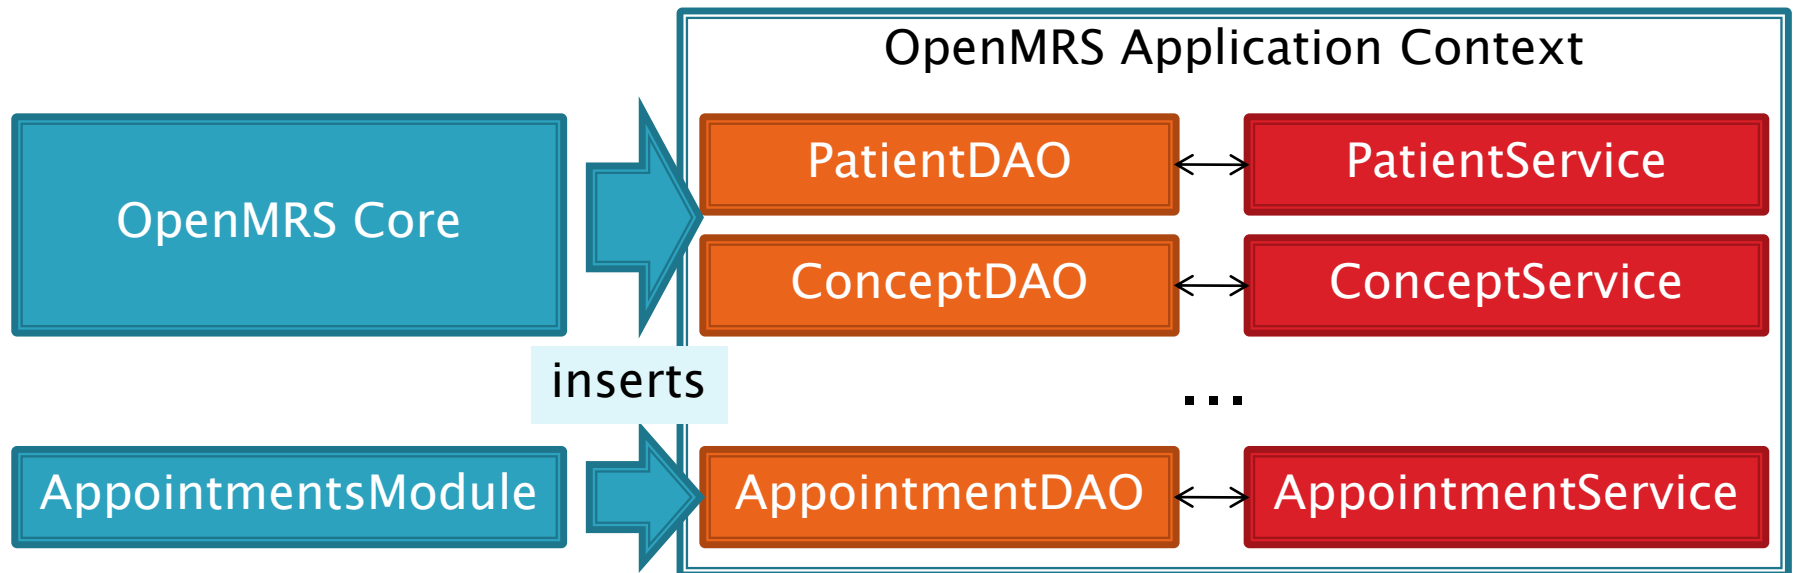 OpenMRS Application Context
OpenMRS Core
PatientDAO
PatientService
ConceptDAO
ConceptService
inserts
...
AppointmentsModule
AppointmentDAO
AppointmentService